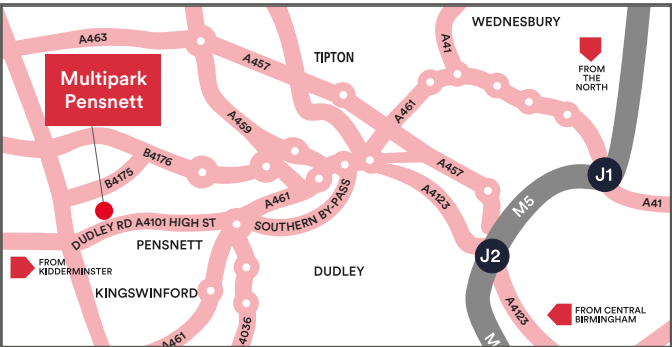 WEDNESBURY
A463
A41
A457
TIPTON
FROM
THE
NORTH
Multipark
Pensnett
A461
A459
B4176
A457
J1
B4175
A461
A4123
A41
M5
DUDLEY RD A4101 HIGH ST
SOUTHERN BY-PASS
PENSNETT
J2
FROM
KIDDERMINSTER
DUDLEY
KINGSWINFORD
A4123
FROM CENTRAL
BIRMINGHAM
A461
4036
M